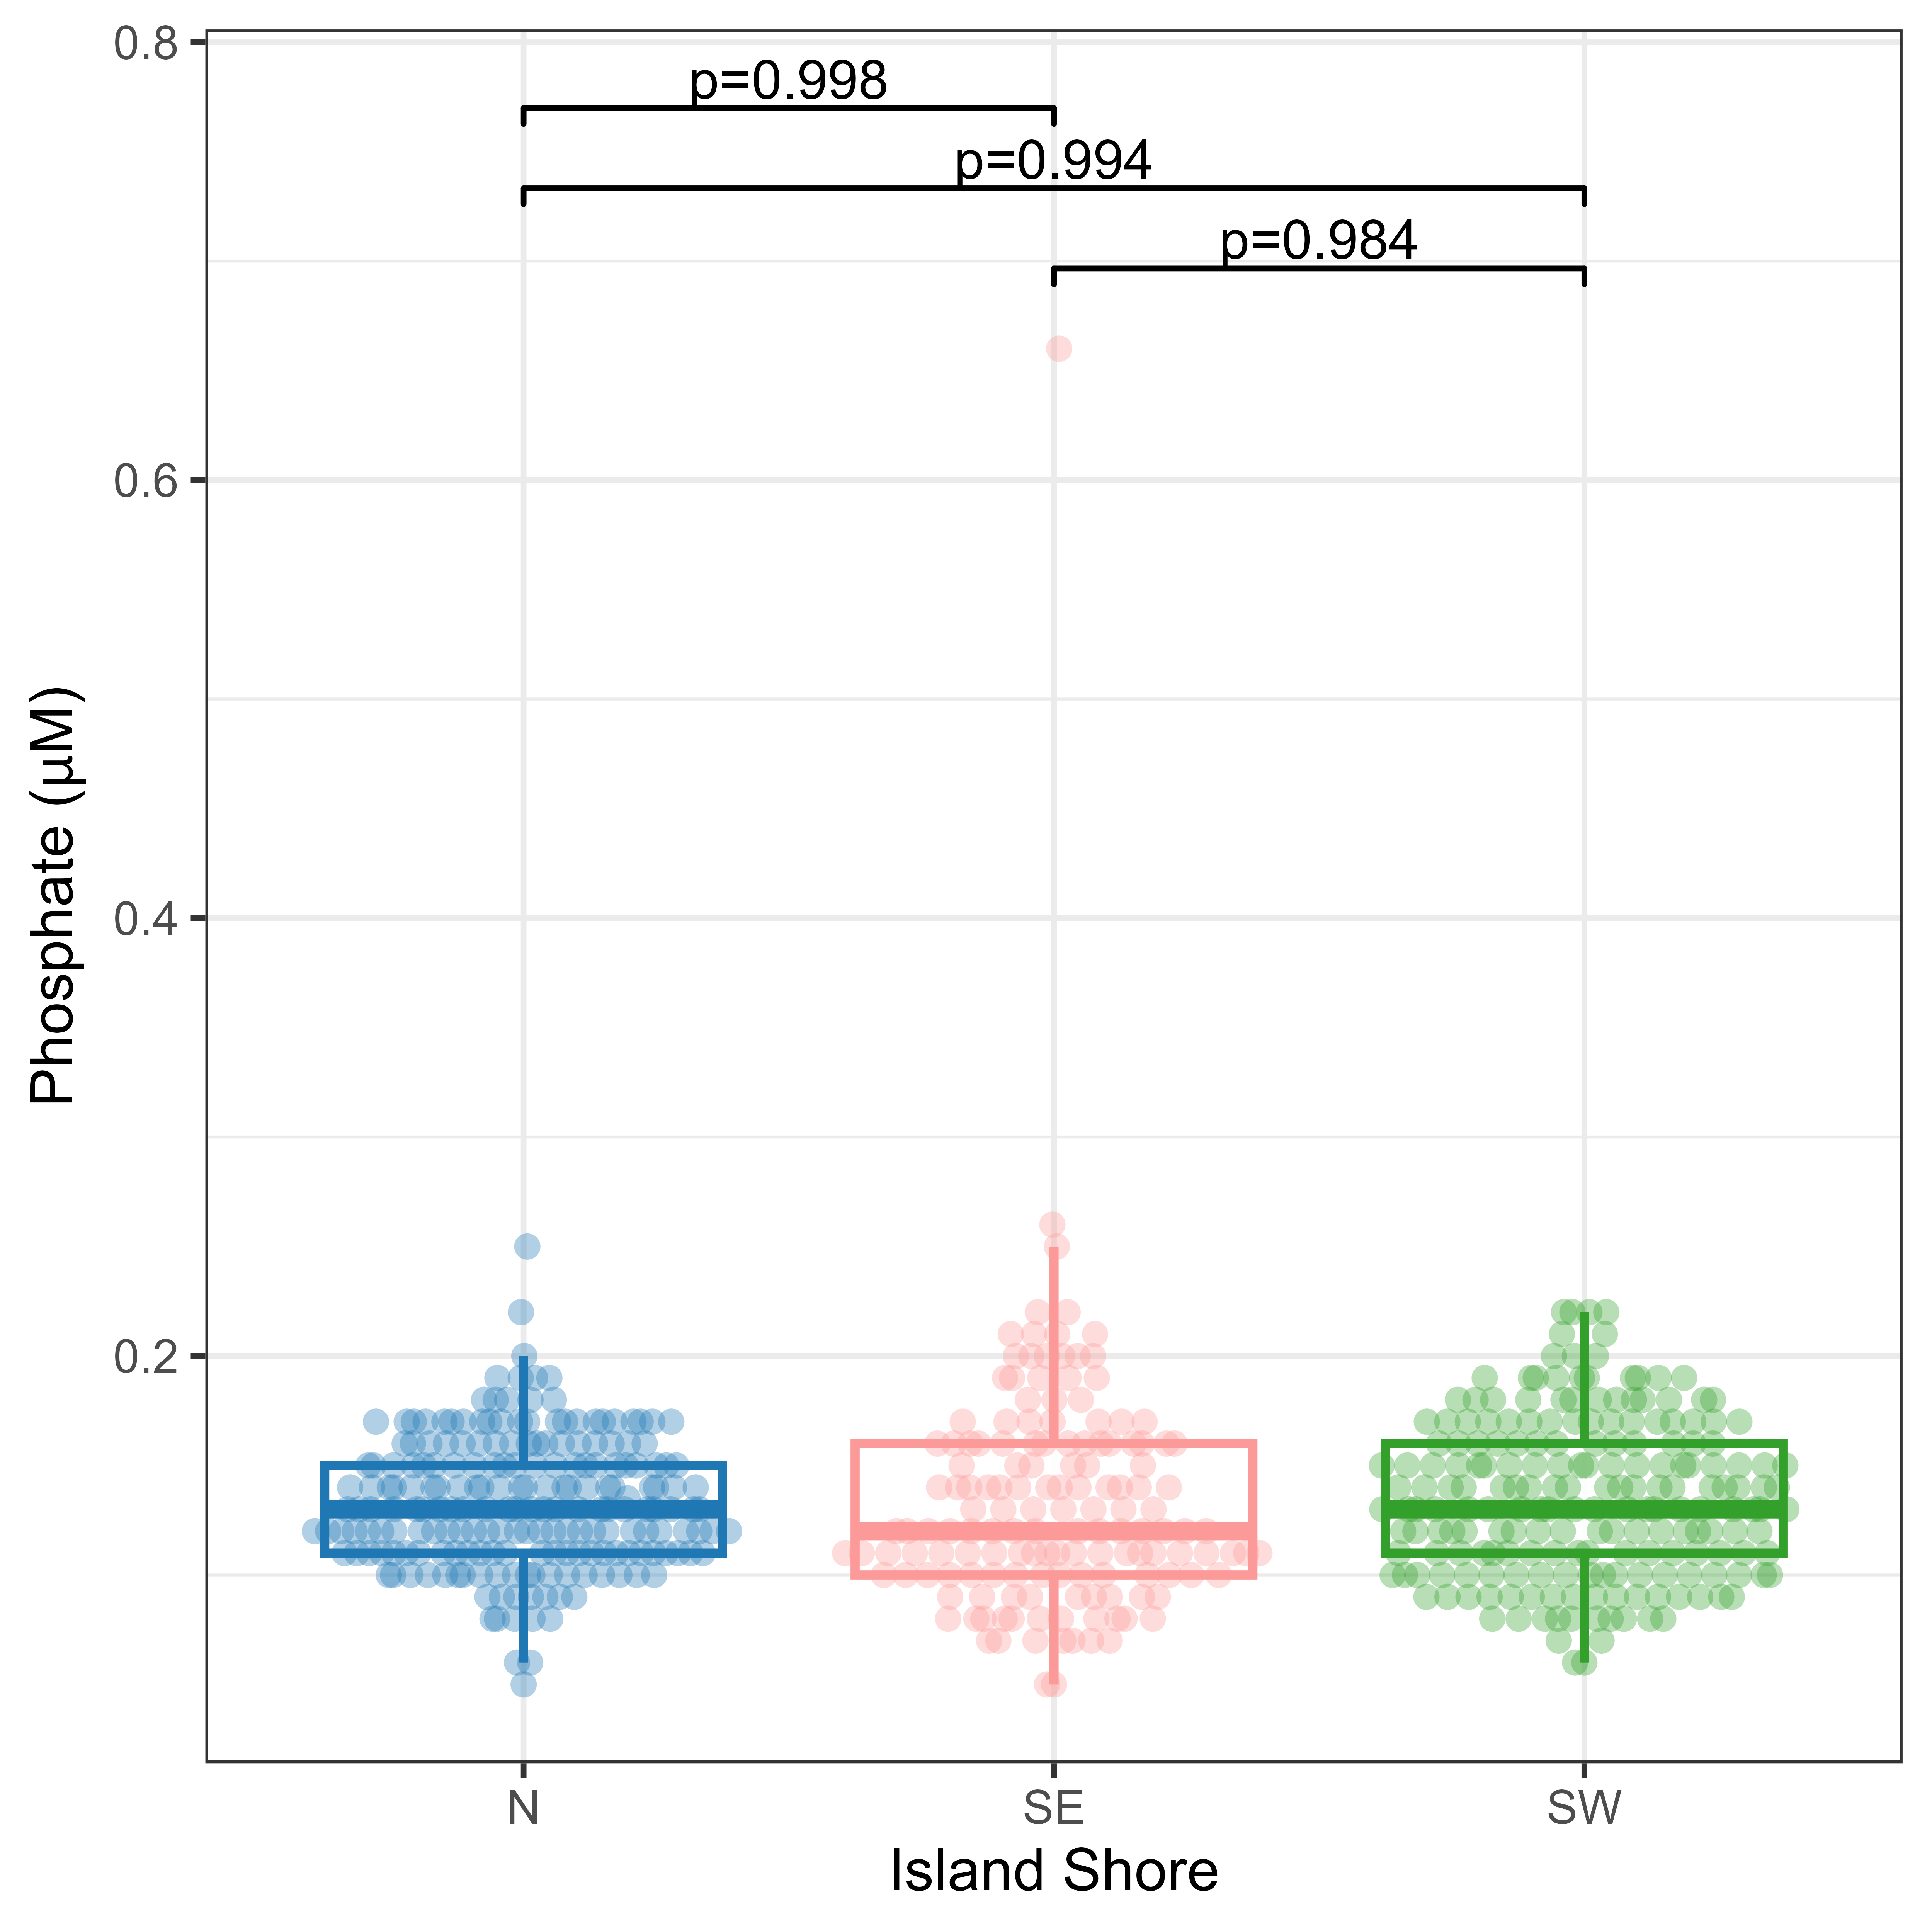 0.8
p=0.998
p=0.994
p=0.984
0.6
0.4
0.2
Phosphate (µM)
N SE SW
Island Shore